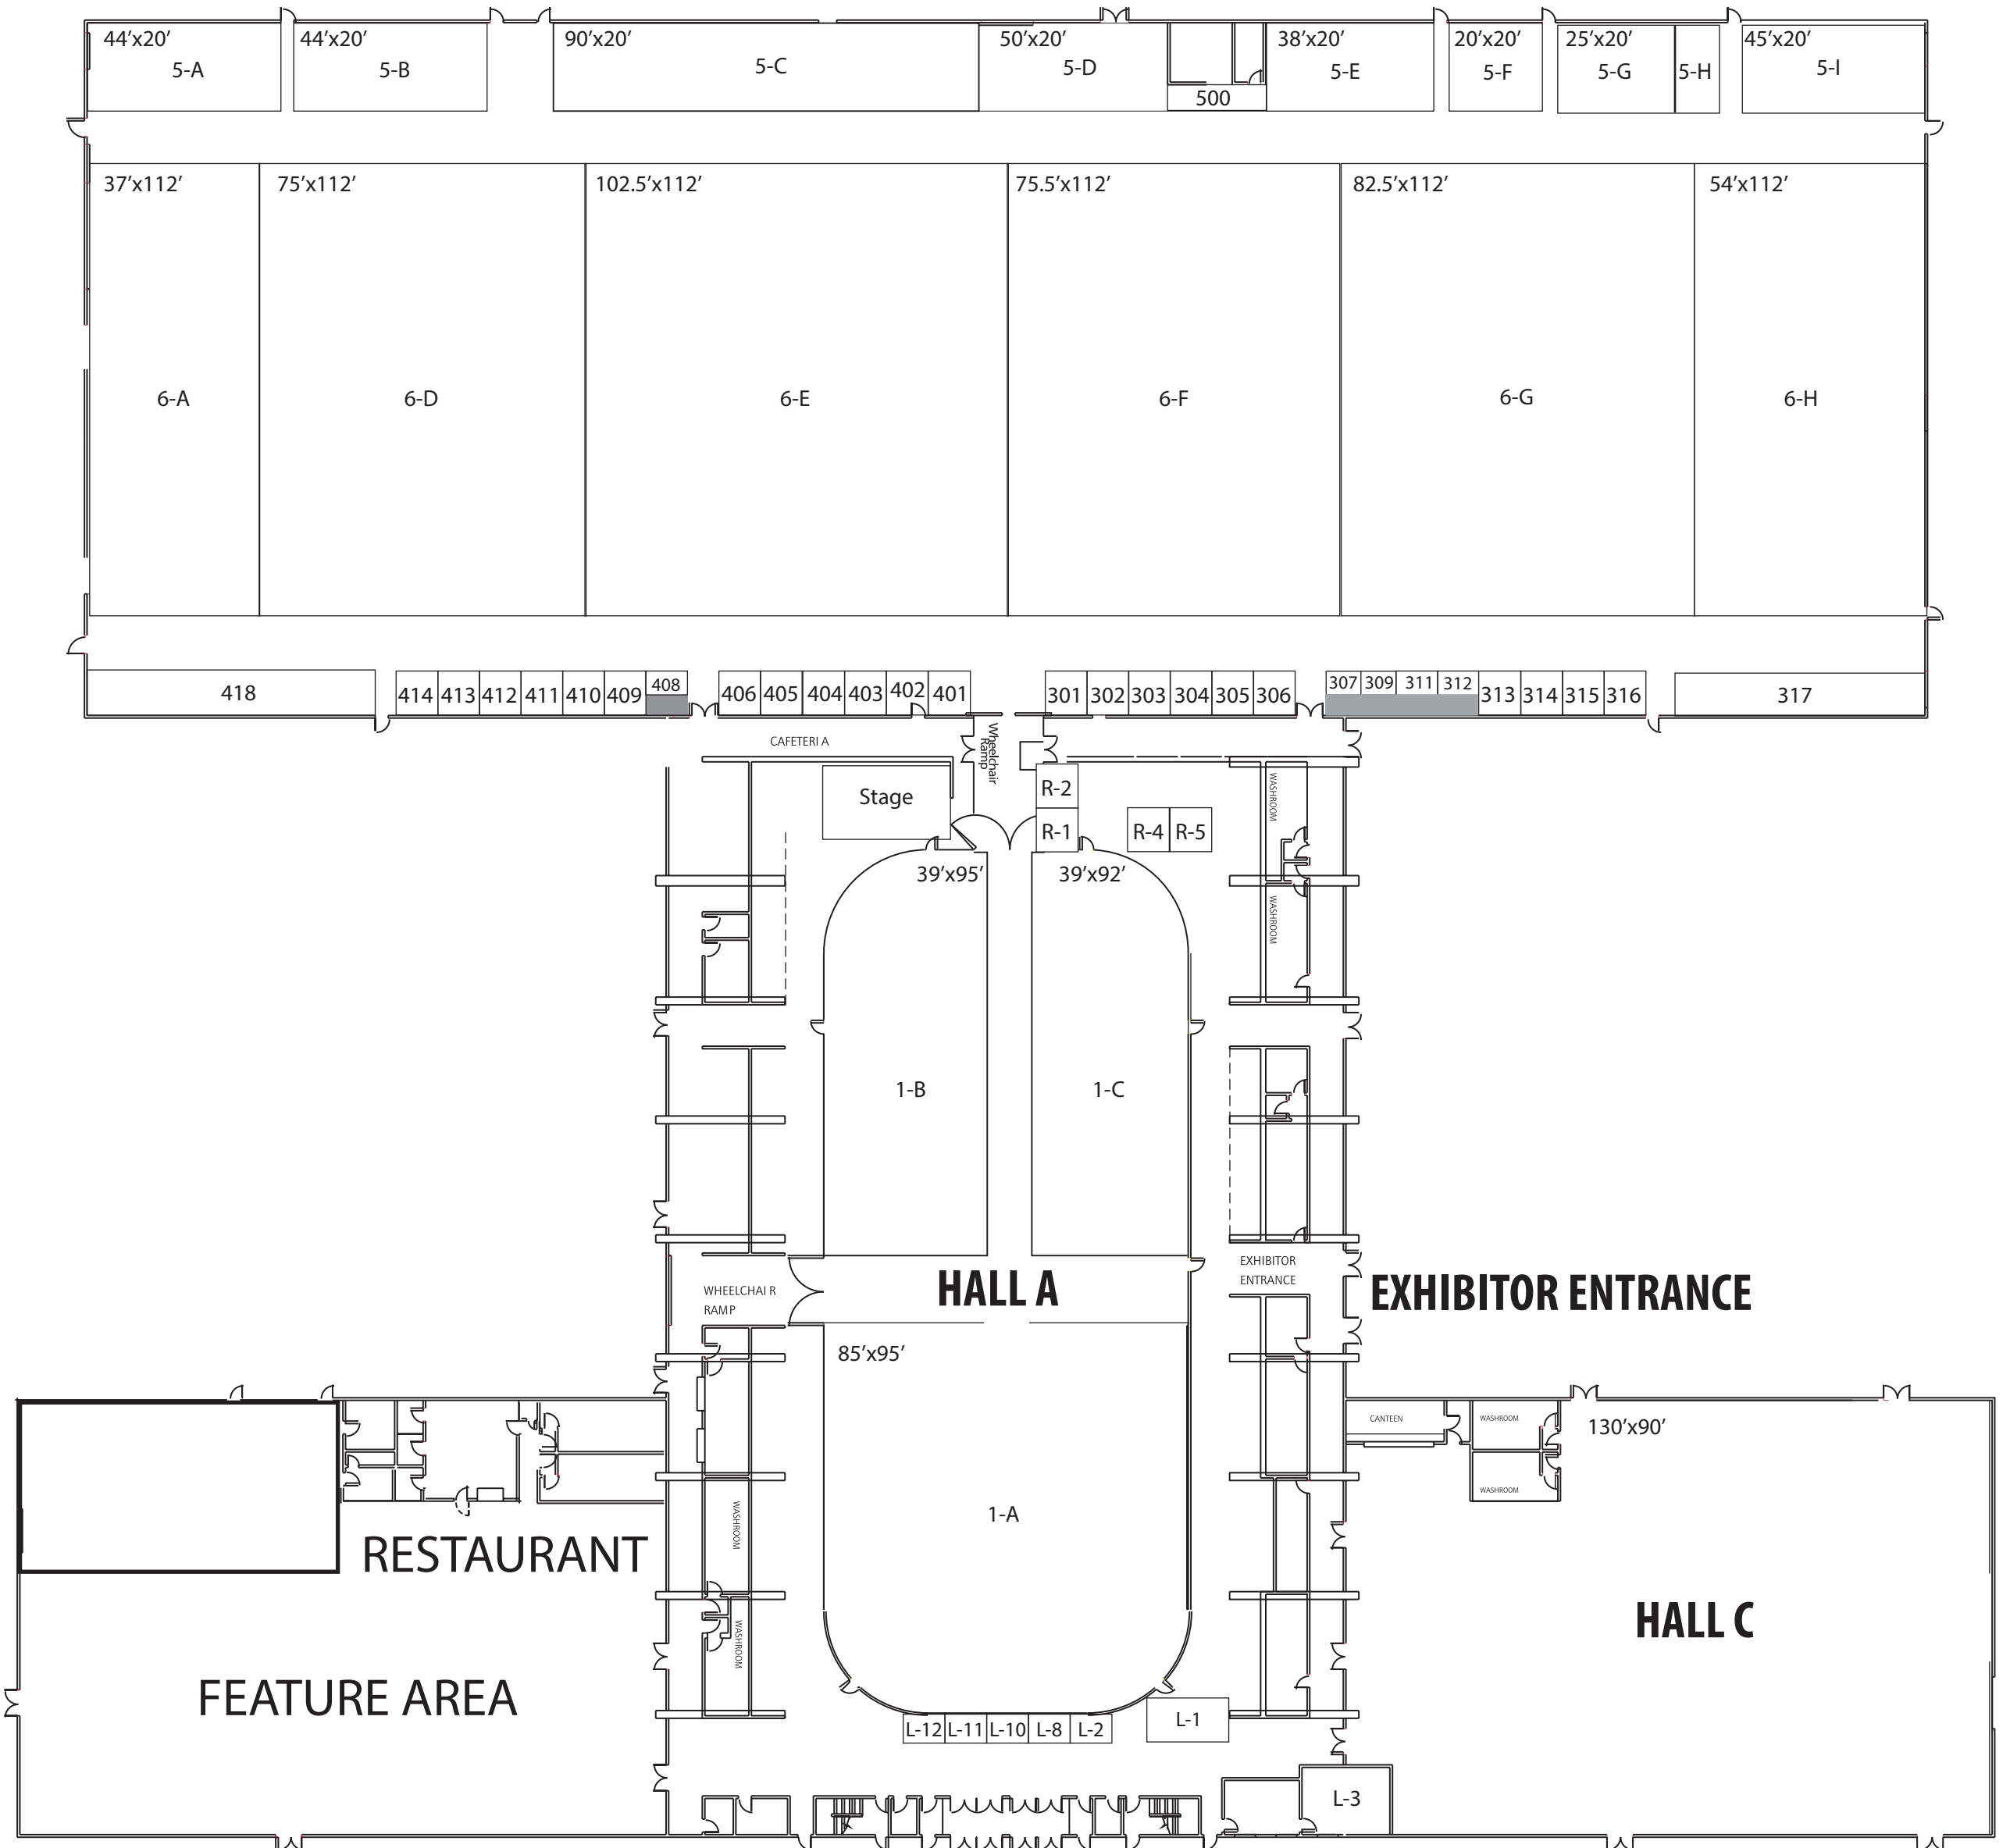 44’x20’ 44’x20’ 90’x20’ 50’x20’ 38’x20’ 20’x20’ 25’x20’ 45’x20’
5-A 5-B 5-C 5-D 5-E 5-F 5-G 5-H 5-I
500
37’x112’ 75’x112’ 102.5’x112’ 75.5’x112’ 82.5’x112’ 54’x112’
6-A 6-D 6-E 6-F 6-G 6-H
418 414 413 412 411 410 409 408 406 405 404 403 402 401 301 302 303 304 305 306 307 309 311 312 313 314 315 316 317
CAFETERI A
Wheelchair
Ramp
Stage
R-2
R-1 R-4 R-5
WASHROOM
39’x95’ 39’x92’
WASHROOM
1-B 1-C
EXHIBITOR
ENTRANCE
HALL A
EXHIBITOR ENTRANCE
WHEELCHAI R
RAMP
85’x95’
CANTEEN
WASHROOM
130’x90’
WASHROOM
1-A
WASHROOM
RESTAURANT
HALL C
WASHROOM
FEATURE AREA
L-12 L-11 L-10 L-8 L-2 L-1
L-3